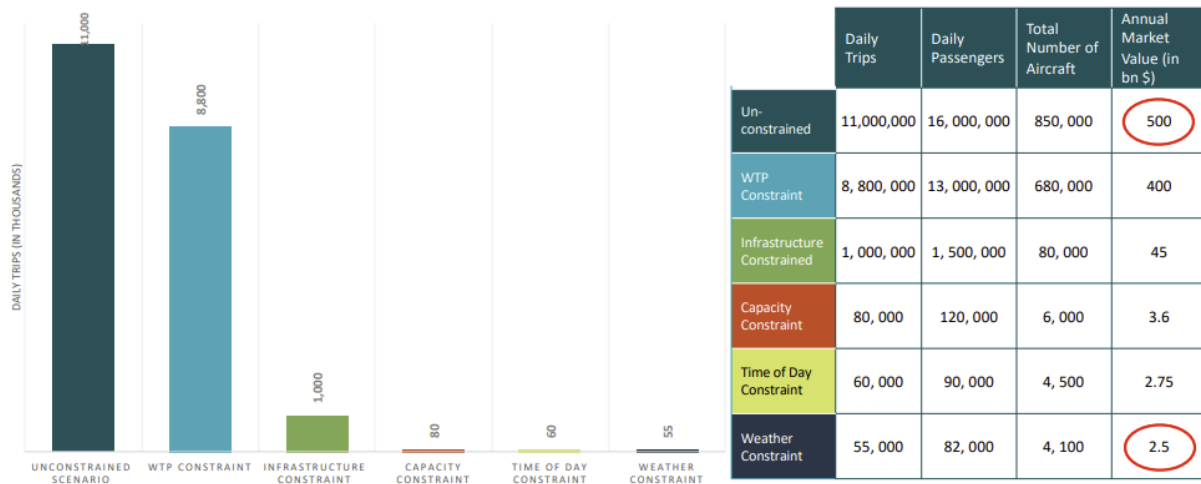 DAILY TRIPS (IN THOUSANDS)
11,000
8,800
1,000
80
60
55
UNCONSTRAINED
SCENARIO
WTP CONSTRAINT
INFRASTRUCTURE
CONSTRAINT
CAPACITY
CONSTRAINT
TIME OF DAY
CONSTRAINT
WEATHER
CONSTRAINT
Daily
Trips
Daily
Passengers
Total
Number of
Aircraft
Annual
Market
Value (in
bn $)
Un-
constrained
11,000,000
16, 000, 000
850, 000
500
WTP
Constraint
8, 800, 000
13, 000, 000
680, 000
400
Infrastructure
Constrained
1, 000, 000
1, 500, 000
80, 000
45
Capacity
Constraint
80, 000
120, 000
6, 000
3.6
Time of Day
Constraint
60, 000
90, 000
4, 500
2.75
Weather
Constraint
55, 000
82, 000
4, 100
2.5